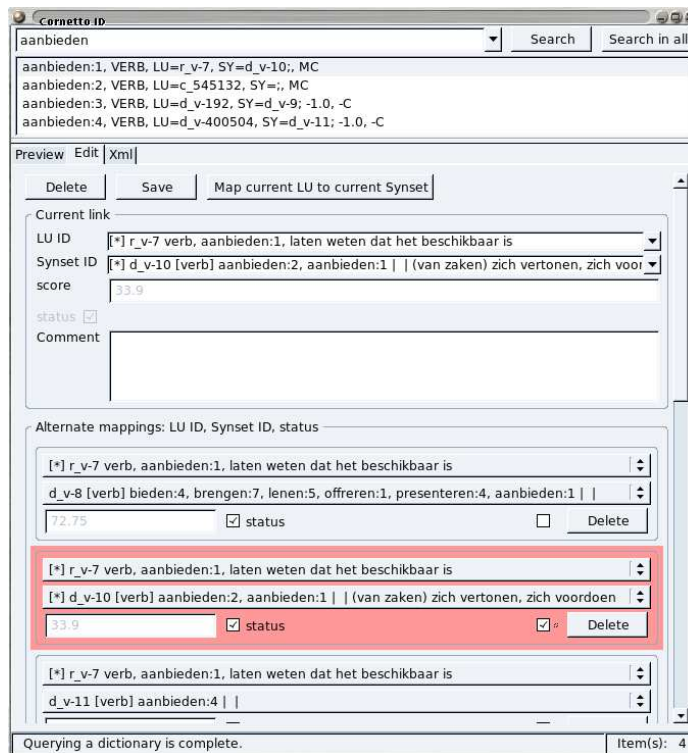 Cornetto ID
aanbieden
Search
Search in all
aanbieden:1, VERB, LU=r_v-7, SY=d_v-10;, MC
aanbieden:2, VERB, LU=c_545132, SY=;, MC
aanbieden:3, VERB, LU=d_v-192, SY=d_v-9; -1.0, -C
aanbieden:4, VERB, LU=d_v-400504, SY=d_v-11; -1.0, -C
Preview Edit Xml
Delete Save Map current LU to current Synset
Current link
LU ID [*] r_v-7 verb, aanbieden:1, laten weten dat het beschikbaar is
Synset ID [*] d_v-10 [verb] aanbieden:2, aanbieden:1 | | (van zaken) zich vertonen, zich voor
score 33.9
status
Comment
Alternate mappings: LU ID, Synset ID, status
[*] r_v-7 verb, aanbieden:1, laten weten dat het beschikbaar is
d_v-8 [verb] bieden:4, brengen:7, lenen:5, offreren:1, presenteren:4, aanbieden:1 | |
72.75 status Delete
[*] r_v-7 verb, aanbieden:1, laten weten dat het beschikbaar is
[*] d_v-10 [verb] aanbieden:2, aanbieden:1 | | (van zaken) zich vertonen, zich voordoen
33.9 status Delete
[*] r_v-7 verb, aanbieden:1, laten weten dat het beschikbaar is
d_v-11 [verb] aanbieden:4 | |
Querying a dictionary is complete. Item(s): 4